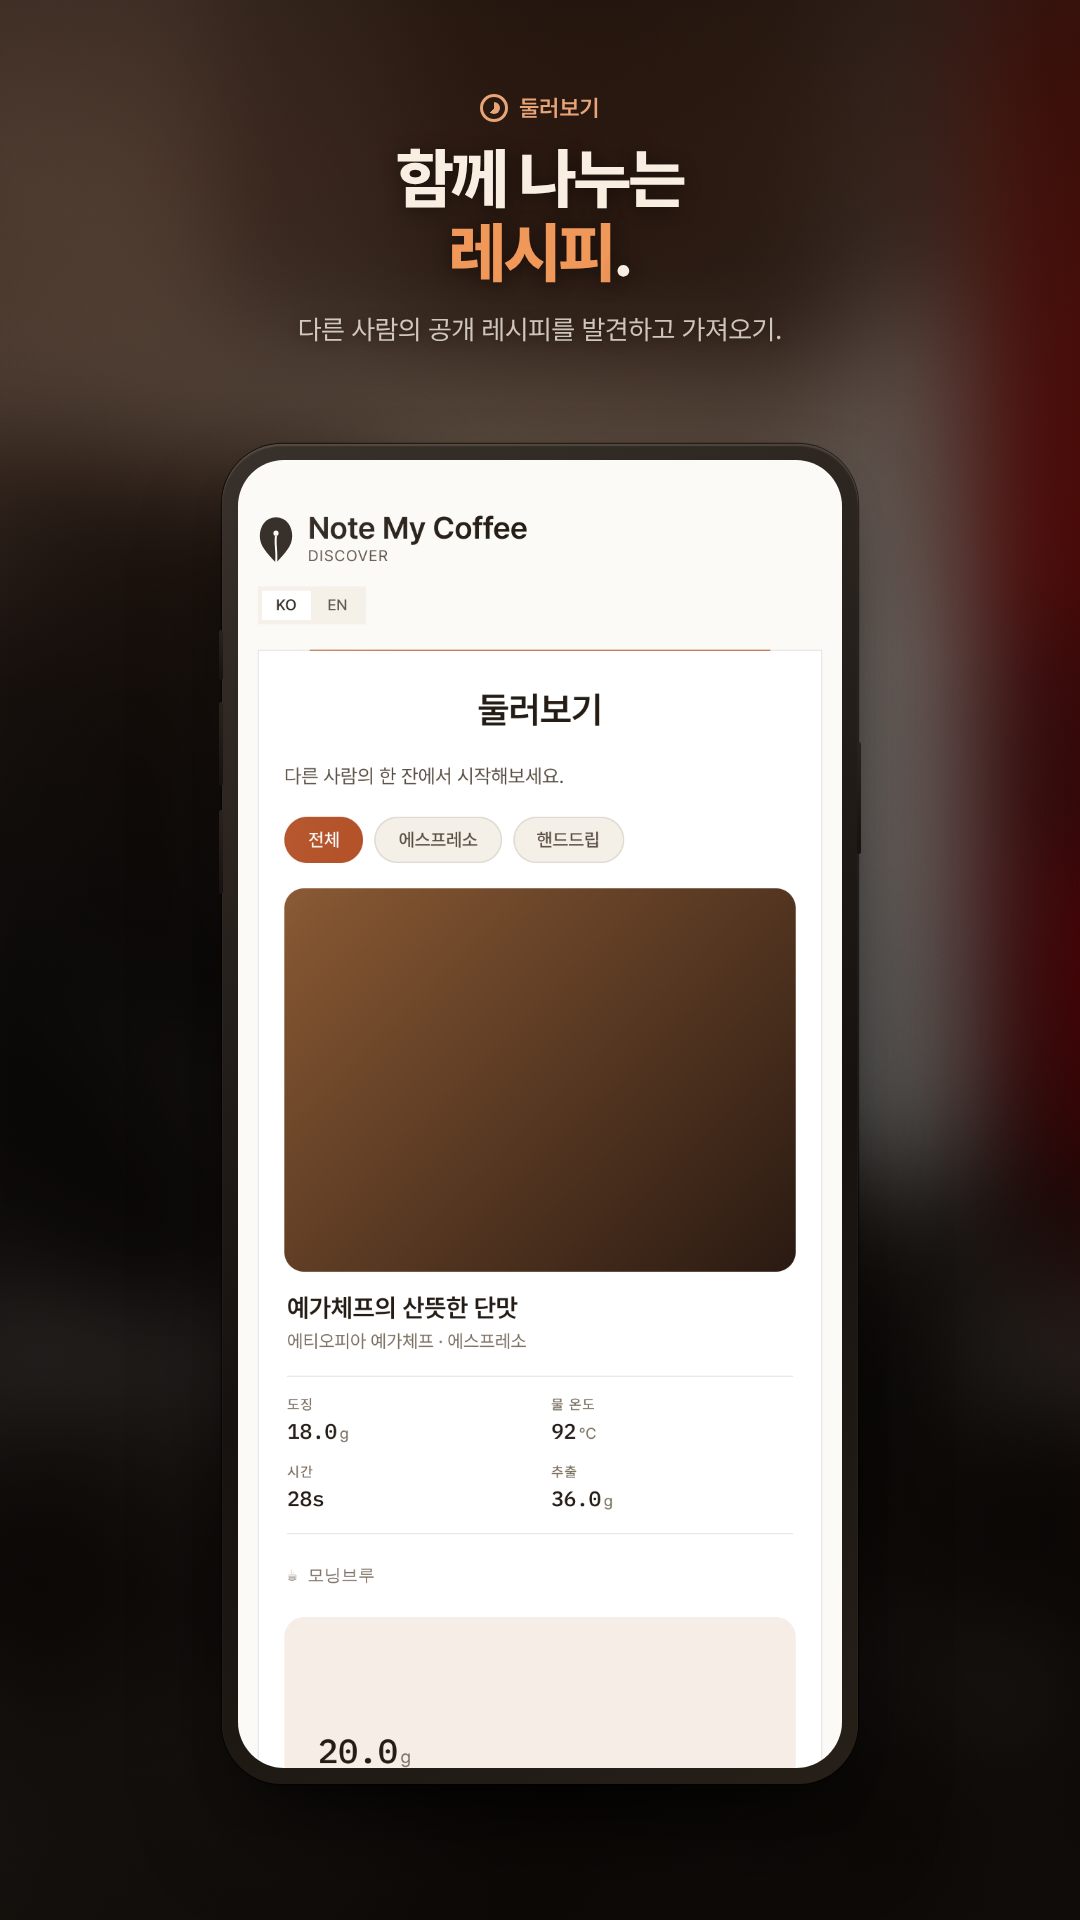 둘러보기
함께 나누는
레시피.
다른 사람의 공개 레시피를 발견하고 가져오기.
Note My Coffee
DISCOVER
KO EN
둘러보기
다른 사람의 한 잔에서 시작해보세요.
전체 에스프레소 핸드드립
예가체프의 산뜻한 단맛
에티오피아 예가체프 · 에스프레소
도징 물 온도
18.0g 92°C
시간 추출
28s 36.0g
모닝브루
20.0g